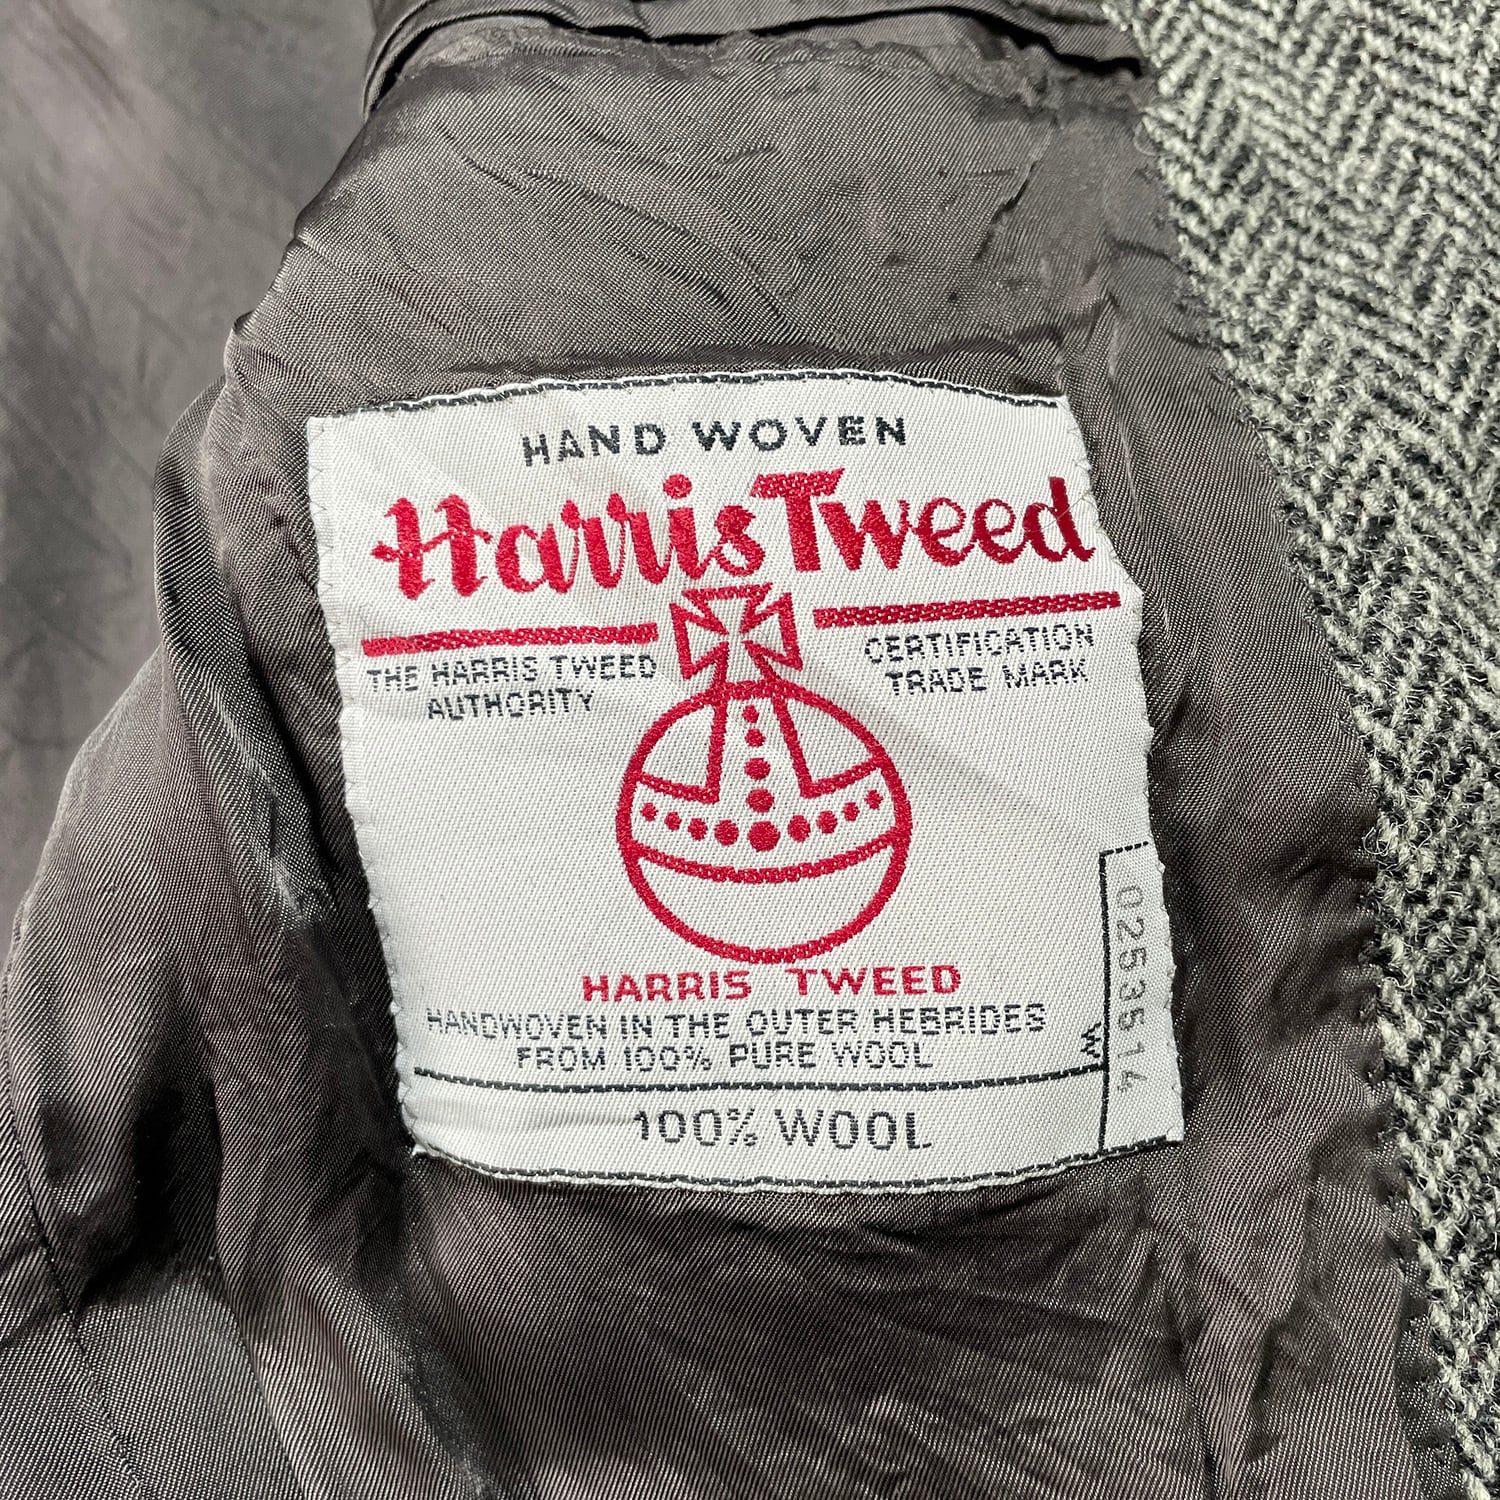 HAND WOVEN
Harris Tweed
THE HARRIS TWEED
AUTHORITY
CERTIFICATION
TRADE MARK
HARRIS TWEED
HANDWOVEN IN THE OUTER HEBRIDES
FROM 100% PURE WOOL
100% WOOL
0253514
W